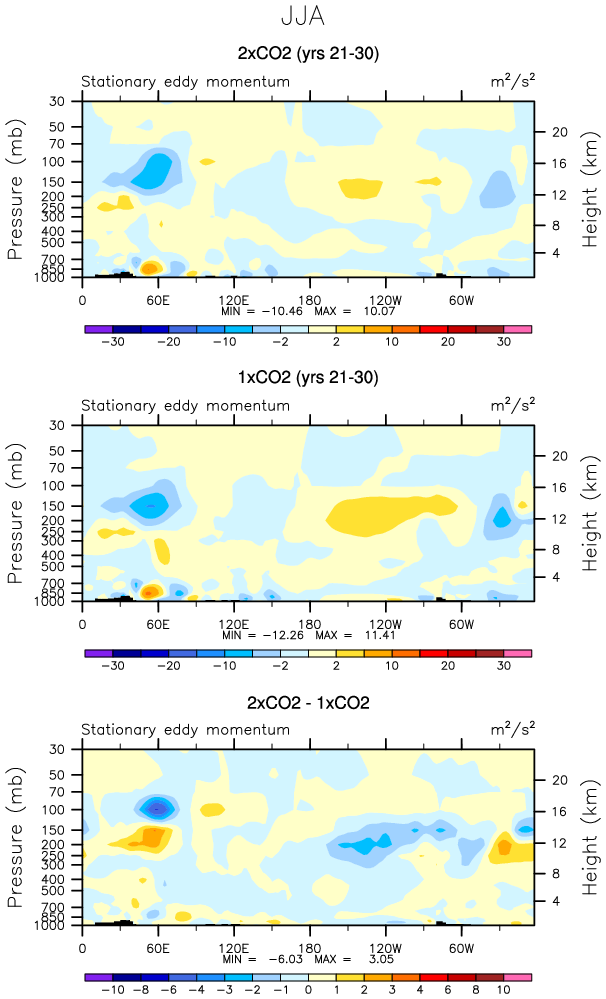 JJA
2xCO2 (yrs 21-30)
Stationary eddy momentum m²/s²
30
50
70
100
150
200
250
300
400
500
700
850
1000
Pressure (mb)
20
16
12
8
4
Height (km)
0 60E 120E 180 120W 60W
MIN = −10.46 MAX = 10.07
−30 −20 −10 −2 2 10 20 30
1xCO2 (yrs 21-30)
Stationary eddy momentum m²/s²
30
50
70
100
150
200
250
300
400
500
700
850
1000
Pressure (mb)
20
16
12
8
4
Height (km)
0 60E 120E 180 120W 60W
MIN = −12.26 MAX = 11.41
−30 −20 −10 −2 2 10 20 30
2xCO2 - 1xCO2
Stationary eddy momentum m²/s²
30
50
70
100
150
200
250
300
400
500
700
850
1000
Pressure (mb)
20
16
12
8
4
Height (km)
0 60E 120E 180 120W 60W
MIN = −6.03 MAX = 3.05
−10 −8 −6 −4 −3 −2 −1 0 1 2 3 4 6 8 10